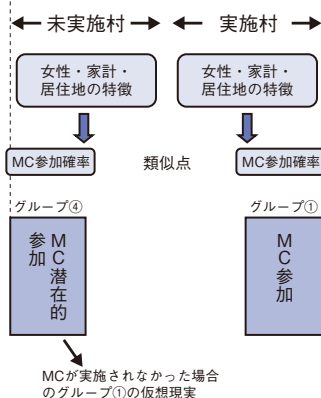 未実施村
実施村
女性・家計・
居住地の特徴
女性・家計・
居住地の特徴
MC参加確率
類似点
MC参加確率
グループ④
グループ①
MC潜在的
参加
MC参加
MCが実施されなかった場合
のグループ①の仮想現実